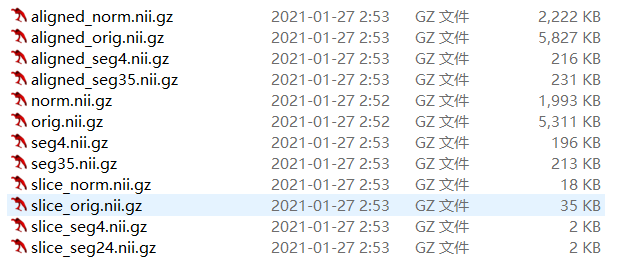 aligned_norm.nii.gz 2021-01-27 2:53 GZ 文件 2,222 KB
aligned_orig.nii.gz 2021-01-27 2:53 GZ 文件 5,827 KB
aligned_seg4.nii.gz 2021-01-27 2:53 GZ 文件 216 KB
aligned_seg35.nii.gz 2021-01-27 2:53 GZ 文件 231 KB
norm.nii.gz 2021-01-27 2:52 GZ 文件 1,993 KB
orig.nii.gz 2021-01-27 2:52 GZ 文件 5,311 KB
seg4.nii.gz 2021-01-27 2:53 GZ 文件 196 KB
seg35.nii.gz 2021-01-27 2:53 GZ 文件 213 KB
slice_norm.nii.gz 2021-01-27 2:53 GZ 文件 18 KB
slice_orig.nii.gz 2021-01-27 2:53 GZ 文件 35 KB
slice_seg4.nii.gz 2021-01-27 2:53 GZ 文件 2 KB
slice_seg24.nii.gz 2021-01-27 2:53 GZ 文件 2 KB